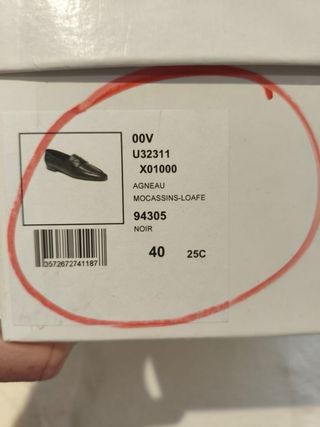 00V
U32311
X01000
AGNEAU
MOCASSINS-LOAFE
94305
NOIR
40 25C
3572672741187